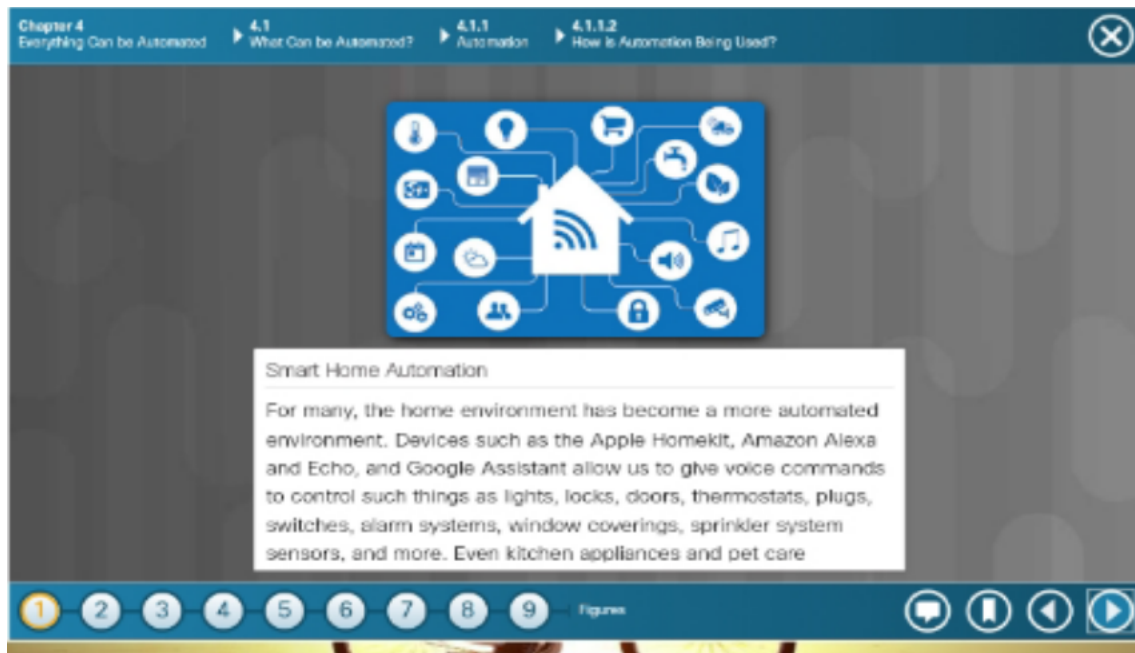 Chapter 4
Everything Can be Automated
4.1
What Can be Automated?
4.1.1
Automation
4.1.1.2
How is Automation Being Used?
Smart Home Automation
For many, the home environment has become a more automated
environment. Devices such as the Apple Homekit, Amazon Alexa
and Echo, and Google Assistant allow us to give voice commands
to control such things as lights, locks, doors, thermostats, plugs,
switches, alarm systems, window coverings, sprinkler system
sensors, and more. Even kitchen appliances and pet care
1 2 3 4 5 6 7 8 9 Figures